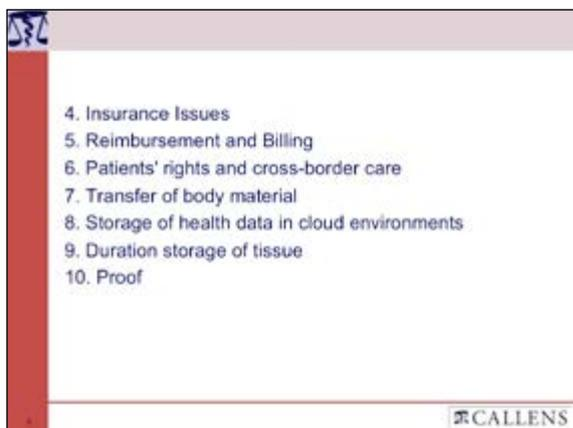 4. Insurance Issues
5. Reimbursement and Billing
6. Patients' rights and cross-border care
7. Transfer of body material
8. Storage of health data in cloud environments
9. Duration storage of tissue
10. Proof
CALLENS